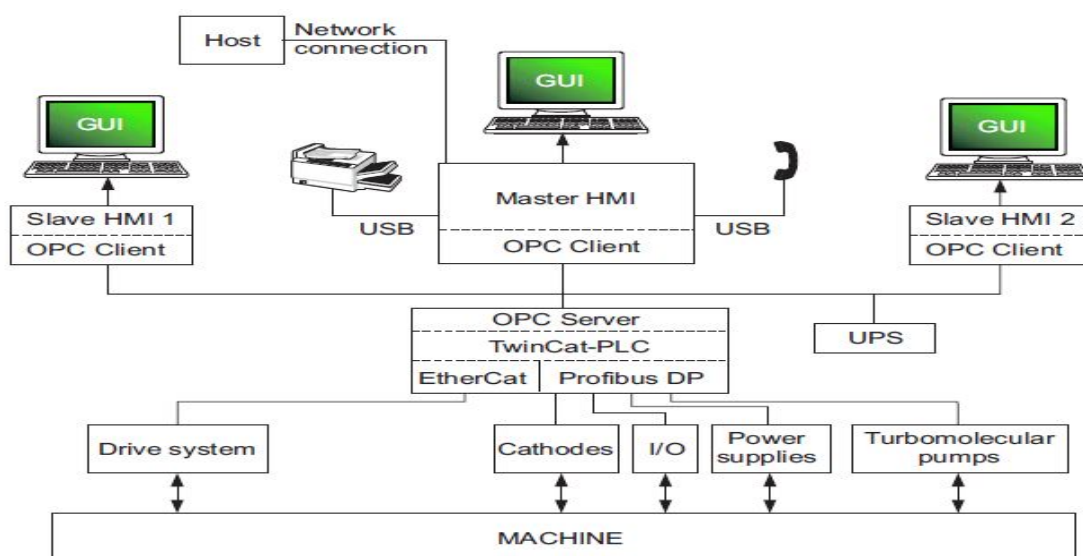 Host
Network
connection
GUI
GUI
GUI
Slave HMI 1
OPC Client
USB
Master HMI
OPC Client
USB
Slave HMI 2
OPC Client
OPC Server
TwinCat-PLC
EtherCat
Profibus DP
UPS
Drive system
Cathodes
I/O
Power
supplies
Turbomolecular
pumps
MACHINE